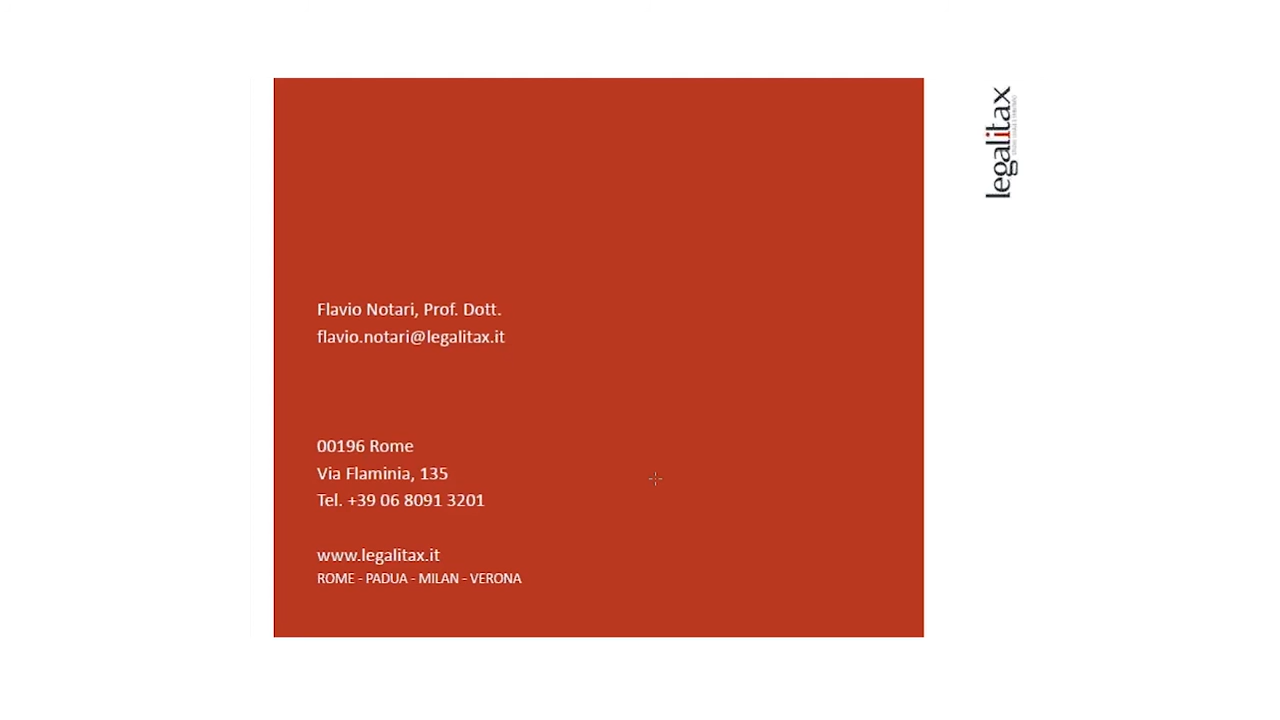 Flavio Notari, Prof. Dott.
flavio.notari@legalitax.it
00196 Rome
Via Flaminia, 135
Tel. +39 06 8091 3201
www.legalitax.it
ROME - PADUA - MILAN - VERONA
legalitax